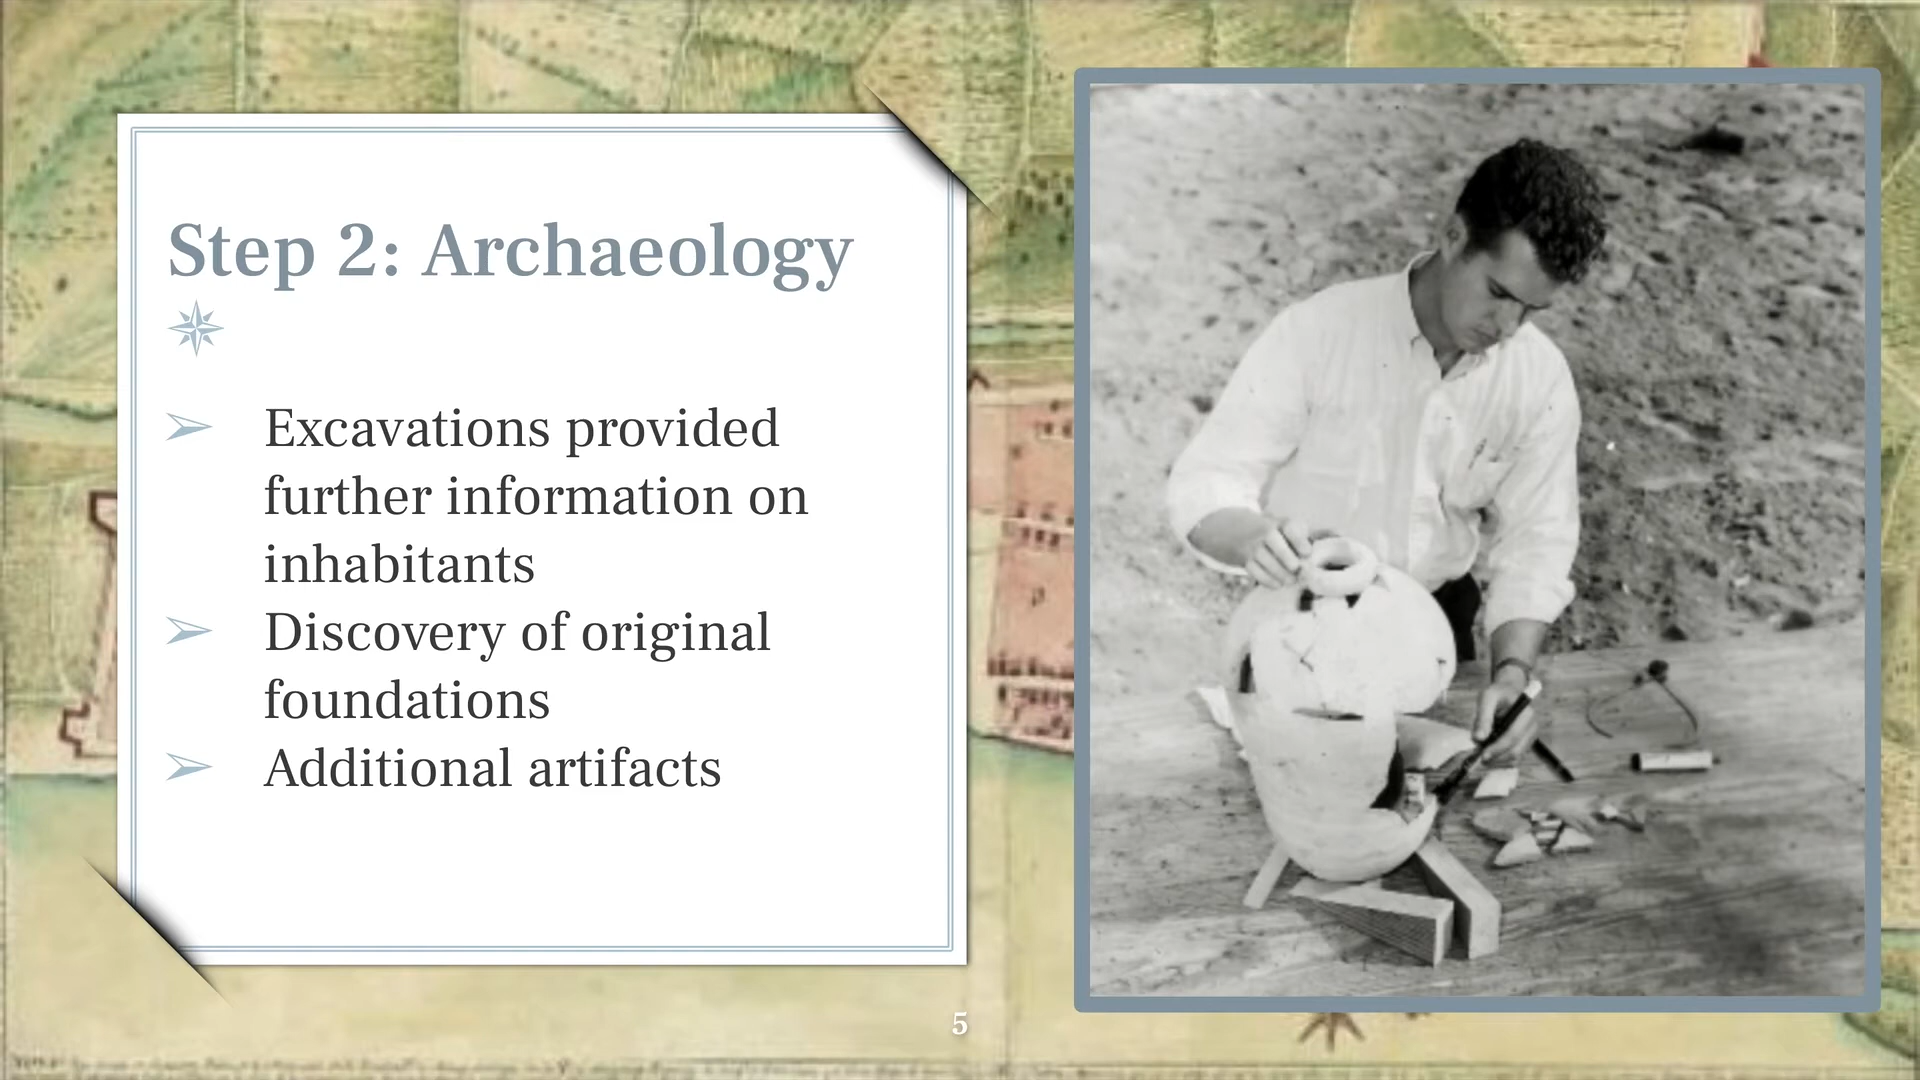 Step 2: Archaeology
➢ Excavations provided
further information on
inhabitants
➢ Discovery of original
foundations
➢ Additional artifacts
5